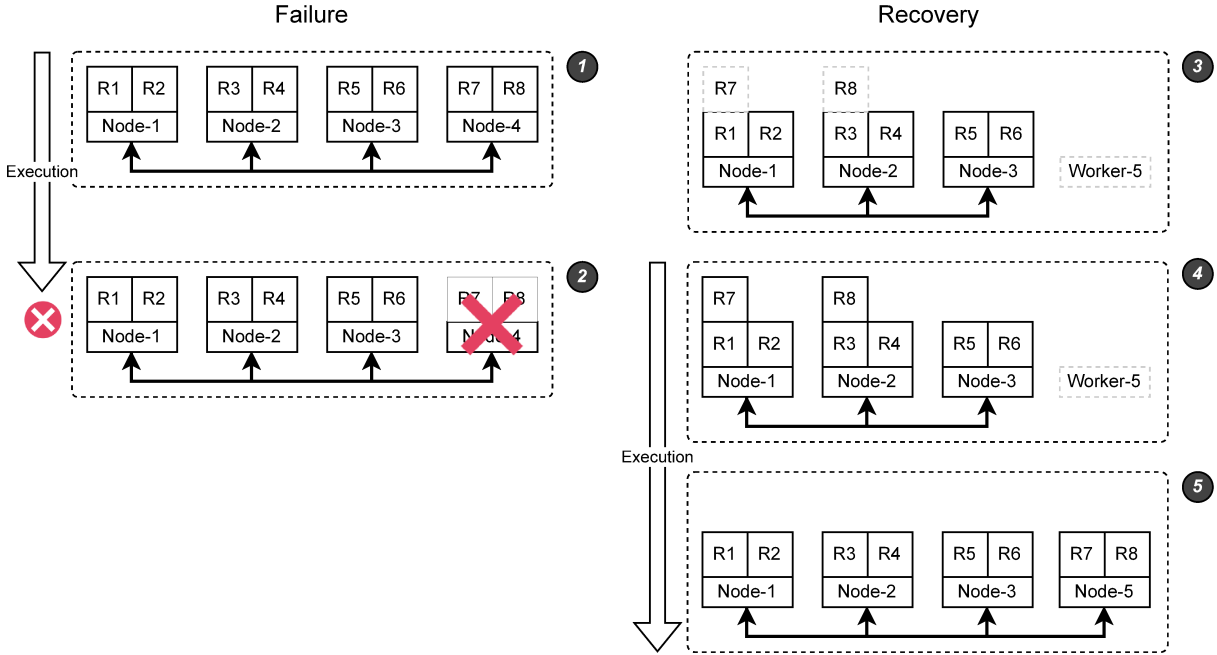 Failure
Recovery
Execution
1
R1 R2 R3 R4 R5 R6 R7 R8
Node-1 Node-2 Node-3 Node-4
2
R1 R2 R3 R4 R5 R6 R7 R8
Node-1 Node-2 Node-3 Node-4
3
R7 R8
R1 R2 R3 R4 R5 R6
Node-1 Node-2 Node-3 Worker-5
Execution
4
R7 R8
R1 R2 R3 R4 R5 R6
Node-1 Node-2 Node-3 Worker-5
5
R1 R2 R3 R4 R5 R6 R7 R8
Node-1 Node-2 Node-3 Node-5